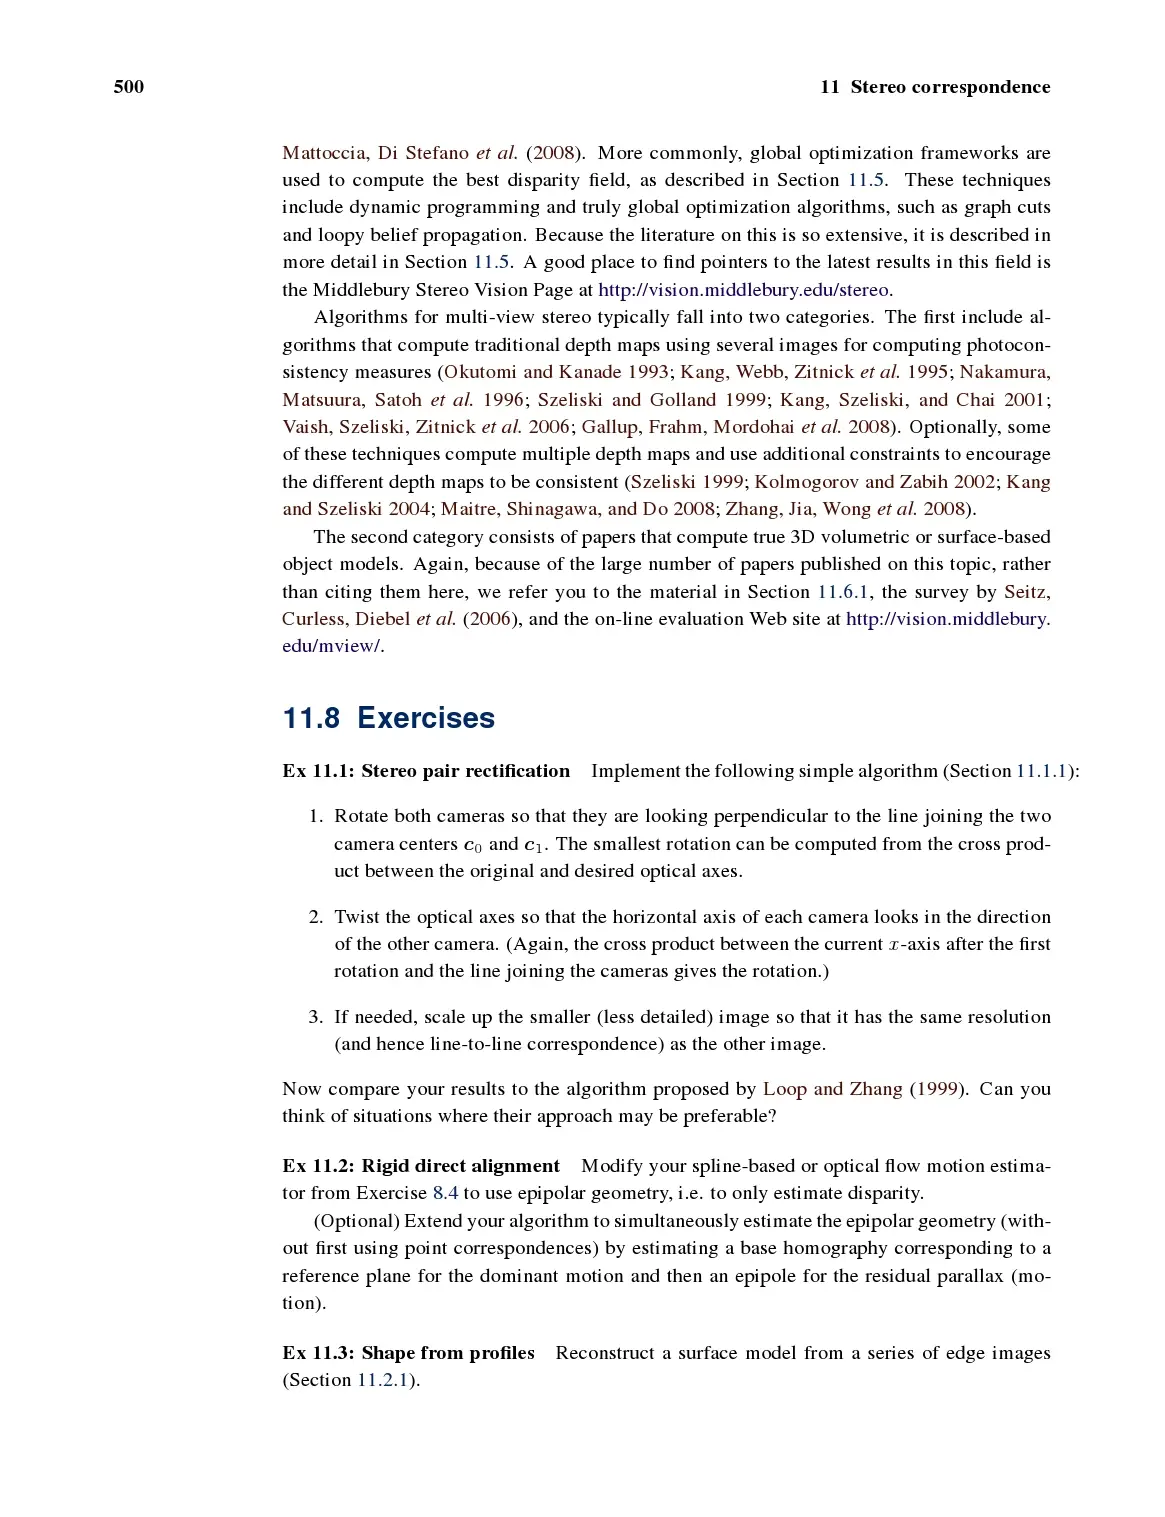 500 11 Stereo correspondence
Mattoccia, Di Stefano et al. (2008). More commonly, global optimization frameworks are
used to compute the best disparity field, as described in Section 11.5. These techniques
include dynamic programming and truly global optimization algorithms, such as graph cuts
and loopy belief propagation. Because the literature on this is so extensive, it is described in
more detail in Section 11.5. A good place to find pointers to the latest results in this field is
the Middlebury Stereo Vision Page at http://vision.middlebury.edu/stereo.
Algorithms for multi-view stereo typically fall into two categories. The first include al-
gorithms that compute traditional depth maps using several images for computing photocon-
sistency measures (Okutomi and Kanade 1993; Kang, Webb, Zitnick et al. 1995; Nakamura,
Matsuura, Satoh et al. 1996; Szeliski and Golland 1999; Kang, Szeliski, and Chai 2001;
Vaish, Szeliski, Zitnick et al. 2006; Gallup, Frahm, Mordohai et al. 2008). Optionally, some
of these techniques compute multiple depth maps and use additional constraints to encourage
the different depth maps to be consistent (Szeliski 1999; Kolmogorov and Zabih 2002; Kang
and Szeliski 2004; Maitre, Shinagawa, and Do 2008; Zhang, Jia, Wong et al. 2008).
The second category consists of papers that compute true 3D volumetric or surface-based
object models. Again, because of the large number of papers published on this topic, rather
than citing them here, we refer you to the material in Section 11.6.1, the survey by Seitz,
Curless, Diebel et al. (2006), and the on-line evaluation Web site at http://vision.middlebury.
edu/mview/.
11.8 Exercises
Ex 11.1: Stereo pair rectification Implement the following simple algorithm (Section 11.1.1):
1. Rotate both cameras so that they are looking perpendicular to the line joining the two
camera centers c₀ and c₁. The smallest rotation can be computed from the cross prod-
uct between the original and desired optical axes.
2. Twist the optical axes so that the horizontal axis of each camera looks in the direction
of the other camera. (Again, the cross product between the current x-axis after the first
rotation and the line joining the cameras gives the rotation.)
3. If needed, scale up the smaller (less detailed) image so that it has the same resolution
(and hence line-to-line correspondence) as the other image.
Now compare your results to the algorithm proposed by Loop and Zhang (1999). Can you
think of situations where their approach may be preferable?
Ex 11.2: Rigid direct alignment Modify your spline-based or optical flow motion estima-
tor from Exercise 8.4 to use epipolar geometry, i.e. to only estimate disparity.
(Optional) Extend your algorithm to simultaneously estimate the epipolar geometry (with-
out first using point correspondences) by estimating a base homography corresponding to a
reference plane for the dominant motion and then an epipole for the residual parallax (mo-
tion).
Ex 11.3: Shape from profiles Reconstruct a surface model from a series of edge images
(Section 11.2.1).